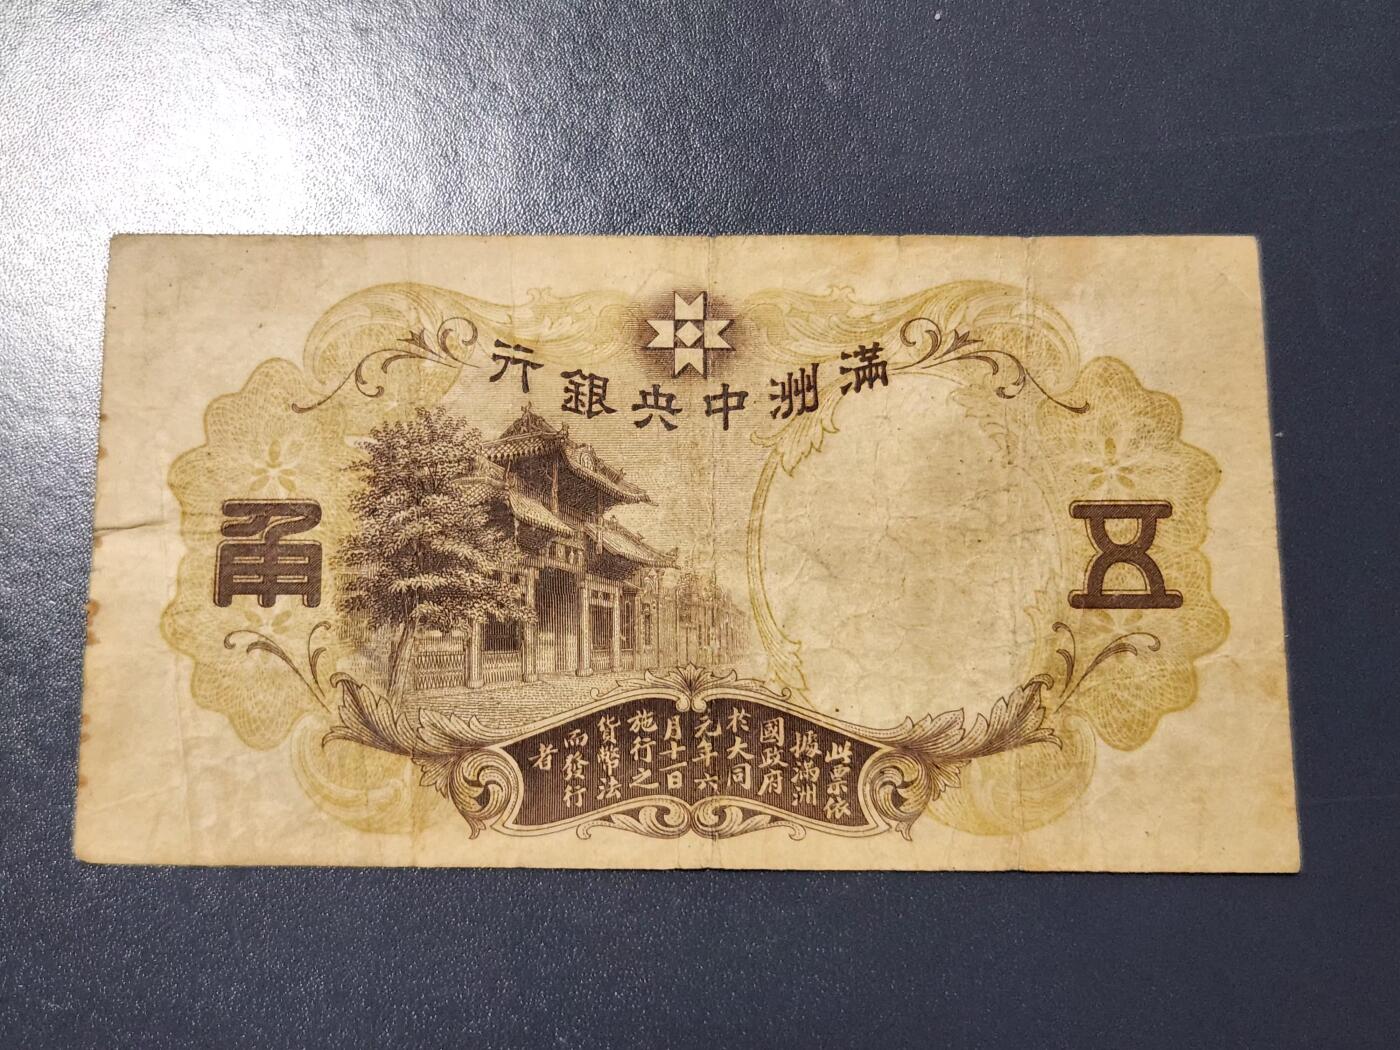 滿洲中央銀行
五角
此票依
據滿洲
國政府
於大同
元年六
月十一日
施行之
貨幣法
而發行
者